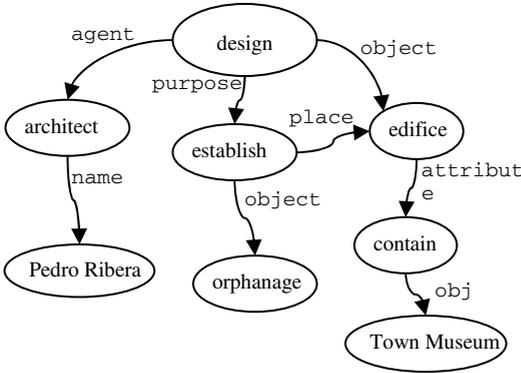 agent
design
object
purpose
place
architect
establish
edifice
name
attribut
e
object
contain
Pedro Ribera
orphanage
obj
Town Museum